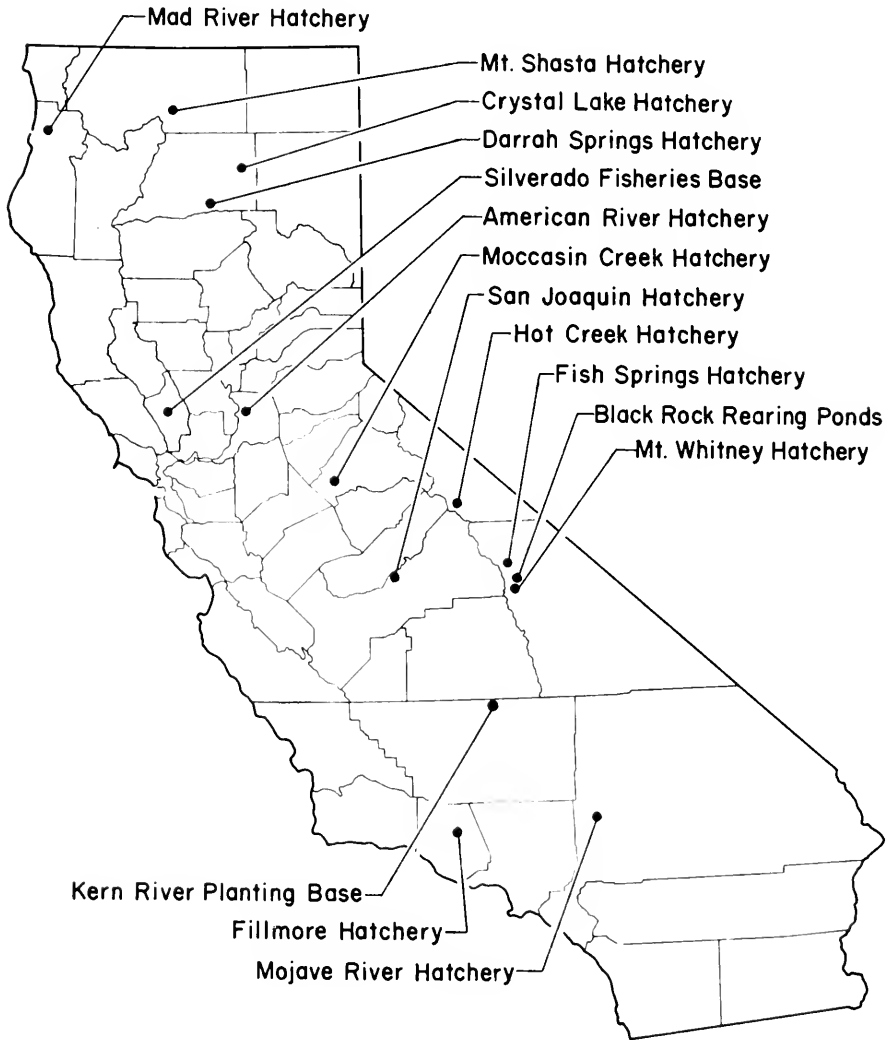 Mad River Hatchery
Mt. Shasta Hatchery
Crystal Lake Hatchery
Darrah Springs Hatchery
Silverado Fisheries Base
American River Hatchery
Moccasin Creek Hatchery
San Joaquin Hatchery
Hot Creek Hatchery
Fish Springs Hatchery
Black Rock Rearing Ponds
Mt. Whitney Hatchery
Kern River Planting Base
Fillmore Hatchery
Mojave River Hatchery